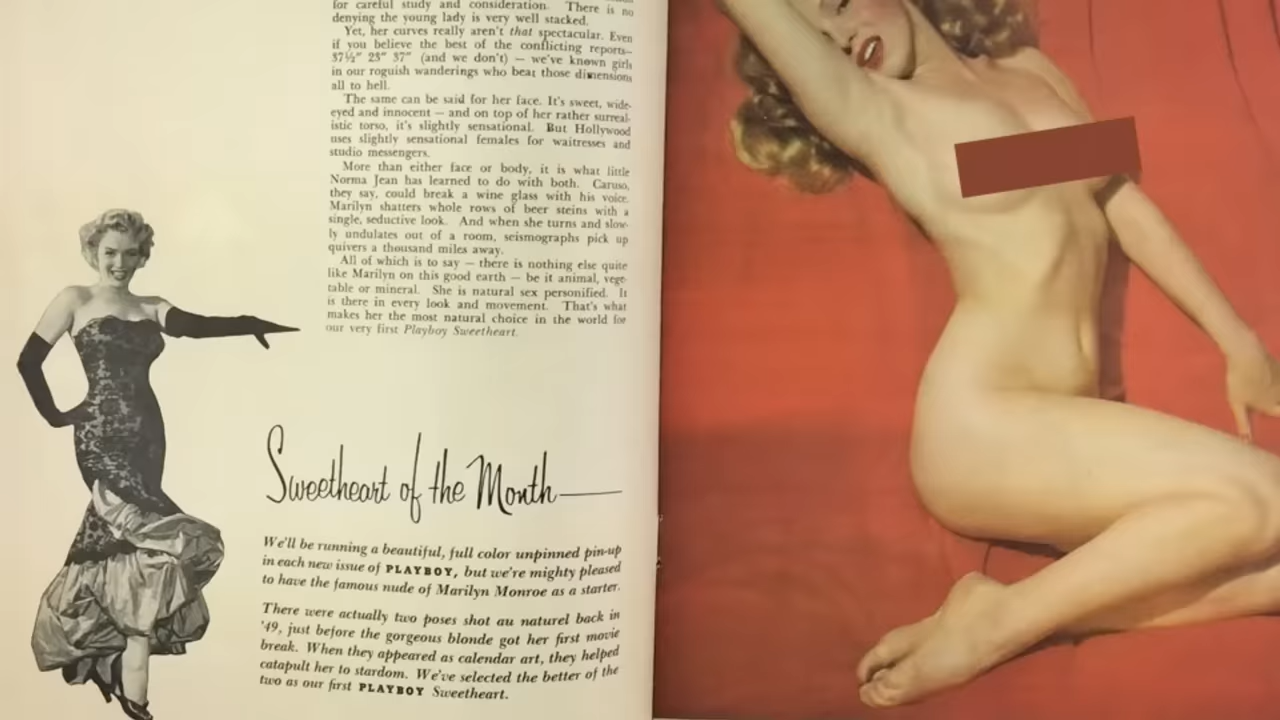 for careful study and consideration. There is no
denying the young lady is very well stacked.
Yet, her curves really aren't that spectacular. Even
if you believe the best of the conflicting reports—
37½" 23" 37" (and we don't) — we've known girls
in our roguish wanderings who beat those dimensions
all to hell.
The same can be said for her face. It's sweet, wide-
eyed and innocent — and on top of her rather surreal-
istic torso, it's slightly sensational. But Hollywood
uses slightly sensational females for waitresses and
studio messengers.
More than either face or body, it is what little
Norma Jean has learned to do with both. Caruso,
they say, could break a wine glass with his voice.
Marilyn shatters whole rows of beer steins with a
single, seductive look. And when she turns and slow-
ly undulates out of a room, seismographs pick up
quivers a thousand miles away.
All of which is to say — there is nothing else quite
like Marilyn on this good earth — be it animal, vege-
table or mineral. She is natural sex personified. It
is there in every look and movement. That's what
makes her the most natural choice in the world for
our very first Playboy Sweetheart.
Sweetheart of the Month—
We'll be running a beautiful, full color unpinned pin-up
in each new issue of PLAYBOY, but we're mighty pleased
to have the famous nude of Marilyn Monroe as a starter.
There were actually two poses shot au naturel back in
'49, just before the gorgeous blonde got her first movie
break. When they appeared as calendar art, they helped
catapult her to stardom. We've selected the better of the
two as our first PLAYBOY Sweetheart.